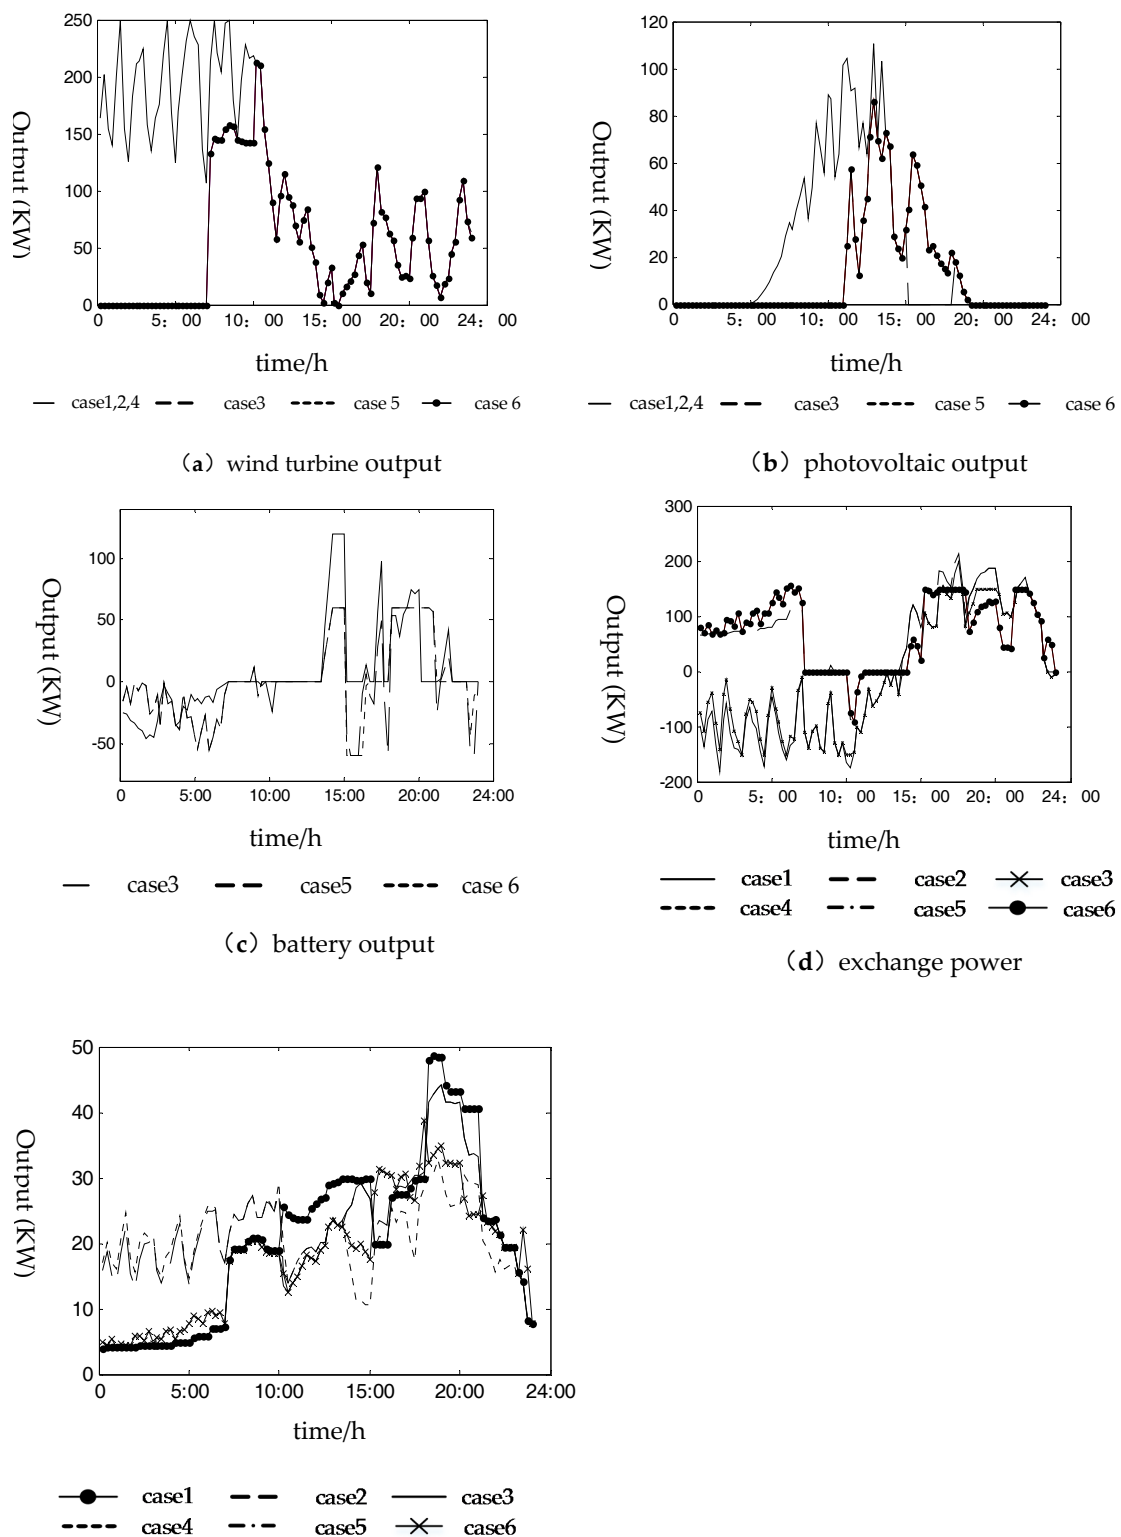 250
200
150
100
50
0
Output (KW)
0 5: 00 10: 00 15: 00 20: 00 24: 00
time/h
case1,2,4 case3 case 5 case 6
(a) wind turbine output
120
100
80
60
40
20
0
Output (KW)
0 5: 00 10: 00 15: 00 20: 00 24: 00
time/h
case1,2,4 case3 case 5 case 6
(b) photovoltaic output
100
50
0
-50
Output (KW)
0 5:00 10:00 15:00 20:00 24:00
time/h
case3 case5 case 6
(c) battery output
300
200
100
0
-100
-200
Output (KW)
0 5: 00 10: 00 15: 00 20: 00 24: 00
time/h
case1 case2 case3
case4 case5 case6
(d) exchange power
50
40
30
20
10
0
Output (KW)
0 5:00 10:00 15:00 20:00 24:00
time/h
case1 case2 case3
case4 case5 case6